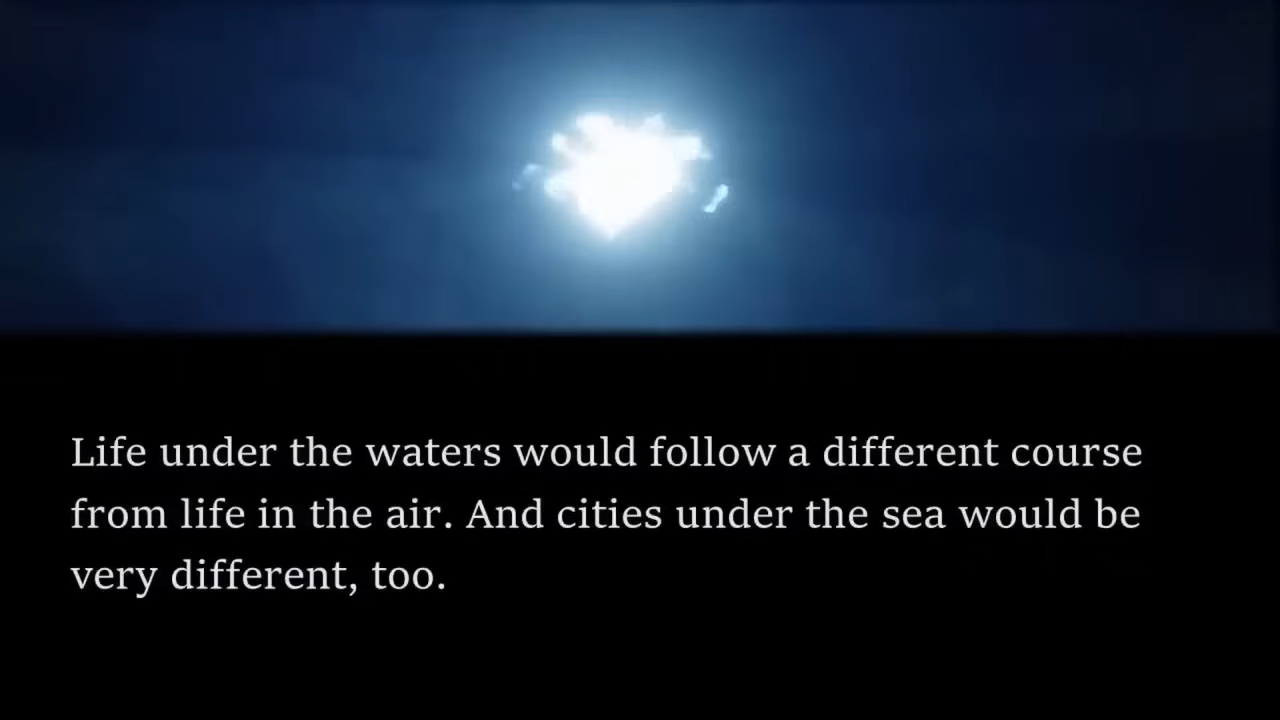 Life under the waters would follow a different course
from life in the air. And cities under the sea would be
very different, too.